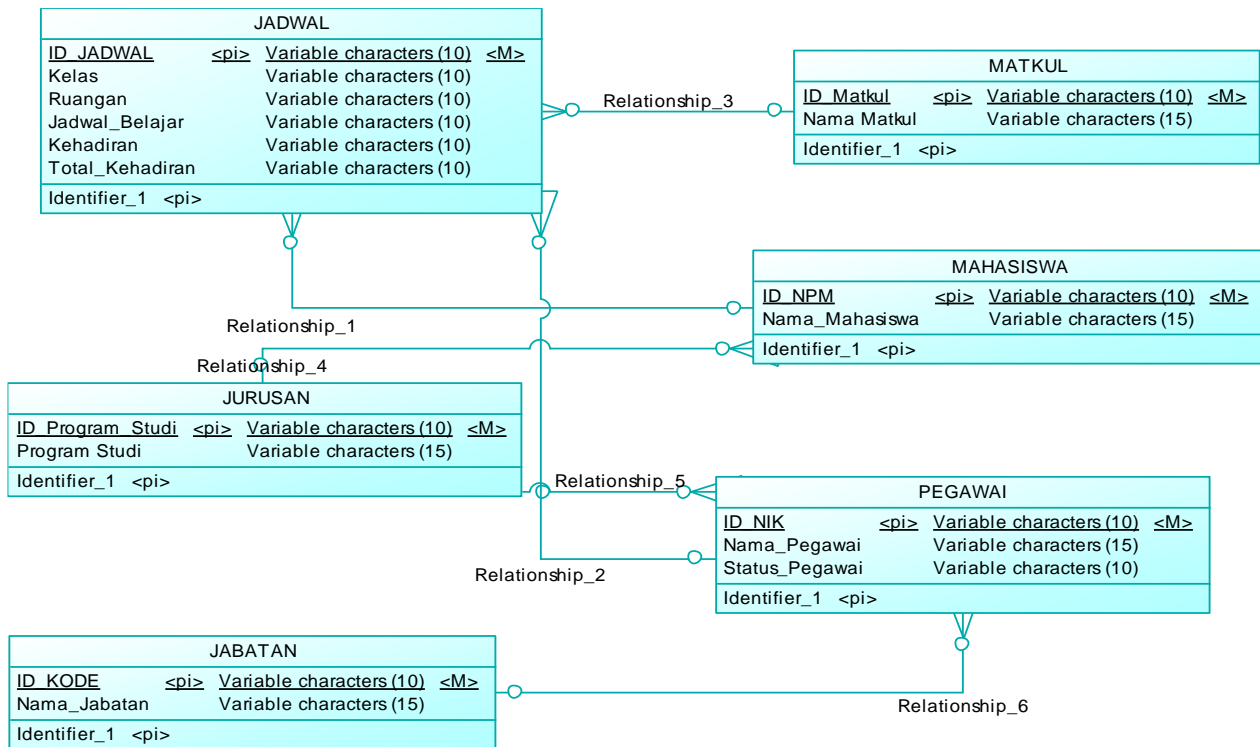 JADWAL
ID_JADWAL <pi> Variable characters (10) <M>
Kelas Variable characters (10)
Ruangan Variable characters (10)
Jadwal_Belajar Variable characters (10)
Kehadiran Variable characters (10)
Total_Kehadiran Variable characters (10)
Identifier_1 <pi>
Relationship_3
MATKUL
ID_Matkul <pi> Variable characters (10) <M>
Nama Matkul Variable characters (15)
Identifier_1 <pi>
MAHASISWA
ID_NPM <pi> Variable characters (10) <M>
Nama_Mahasiswa Variable characters (15)
Identifier_1 <pi>
Relationship_1
Relationship_4
JURUSAN
ID_Program_Studi <pi> Variable characters (10) <M>
Program Studi Variable characters (15)
Identifier_1 <pi>
Relationship_5
PEGAWAI
ID_NIK <pi> Variable characters (10) <M>
Nama_Pegawai Variable characters (15)
Status_Pegawai Variable characters (10)
Identifier_1 <pi>
Relationship_2
JABATAN
ID_KODE <pi> Variable characters (10) <M>
Nama_Jabatan Variable characters (15)
Identifier_1 <pi>
Relationship_6